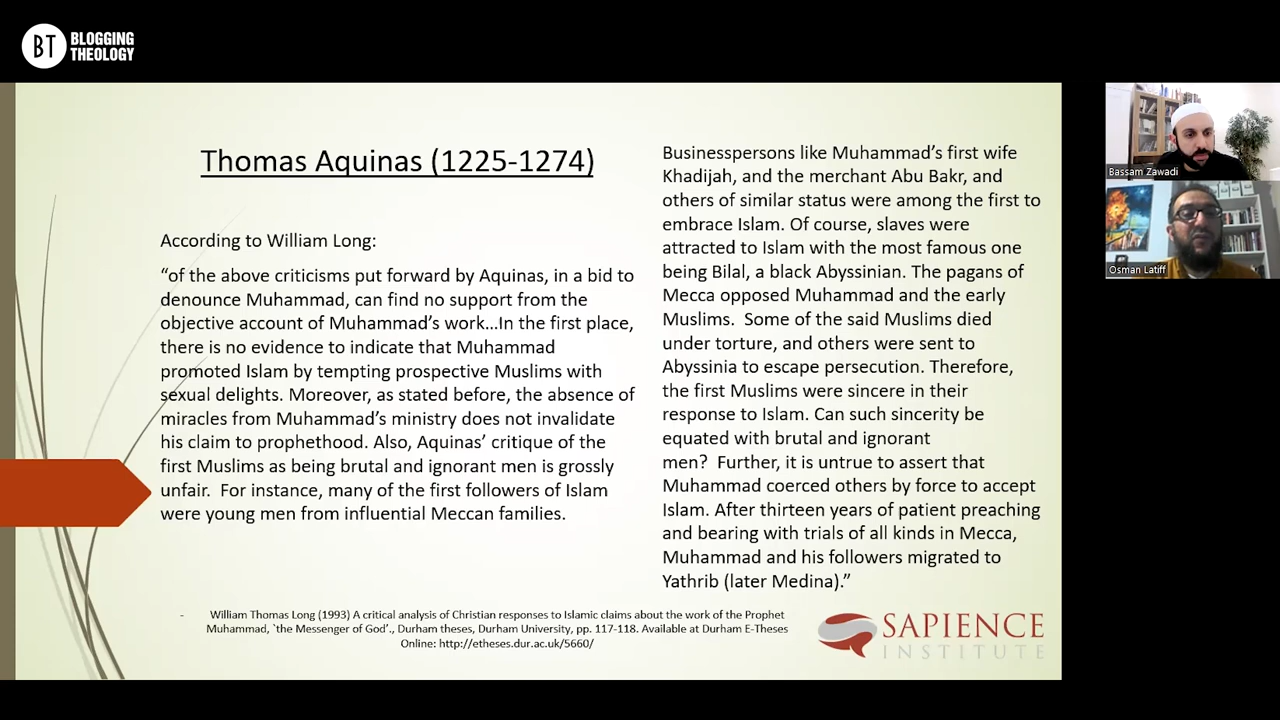 BT BLOGGING
THEOLOGY
Thomas Aquinas (1225-1274)
According to William Long:
“of the above criticisms put forward by Aquinas, in a bid to
denounce Muhammad, can find no support from the
objective account of Muhammad’s work…In the first place,
there is no evidence to indicate that Muhammad
promoted Islam by tempting prospective Muslims with
sexual delights. Moreover, as stated before, the absence of
miracles from Muhammad’s ministry does not invalidate
his claim to prophethood. Also, Aquinas’ critique of the
first Muslims as being brutal and ignorant men is grossly
unfair.  For instance, many of the first followers of Islam
were young men from influential Meccan families.
Businesspersons like Muhammad’s first wife
Khadijah, and the merchant Abu Bakr, and
others of similar status were among the first to
embrace Islam. Of course, slaves were
attracted to Islam with the most famous one
being Bilal, a black Abyssinian. The pagans of
Mecca opposed Muhammad and the early
Muslims.  Some of the said Muslims died
under torture, and others were sent to
Abyssinia to escape persecution. Therefore,
the first Muslims were sincere in their
response to Islam. Can such sincerity be
equated with brutal and ignorant
men?  Further, it is untrue to assert that
Muhammad coerced others by force to accept
Islam. After thirteen years of patient preaching
and bearing with trials of all kinds in Mecca,
Muhammad and his followers migrated to
Yathrib (later Medina).”
- William Thomas Long (1993) A critical analysis of Christian responses to Islamic claims about the work of the Prophet
Muhammad, `the Messenger of God'., Durham theses, Durham University, pp. 117-118. Available at Durham E-Theses
Online: http://etheses.dur.ac.uk/5660/
SAPIENCE
INSTITUTE
Bassam Zawadi
Osman Latiff